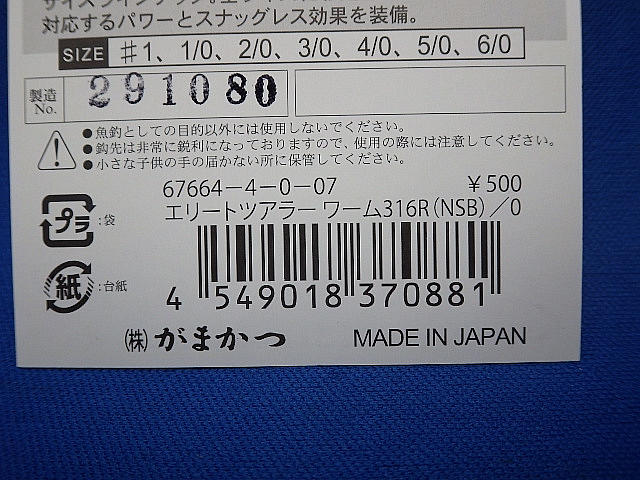 対応するパワーとスナッグレス効果を装備。
SIZE ♯1、1/0、2/0、3/0、4/0、5/0、6/0
製造No. 291080
●魚釣としての目的以外には使用しないでください。
●鈎先は非常に鋭利になっておりますので、使用の際には注意してください。
●小さな子供の手の届かない所に保管してください。
67664-4-0-07 ￥500
プラ :袋 エリートツアラー ワーム316R(NSB)/0
紙 :台紙
4 549018 370881
(株)がまかつ MADE IN JAPAN